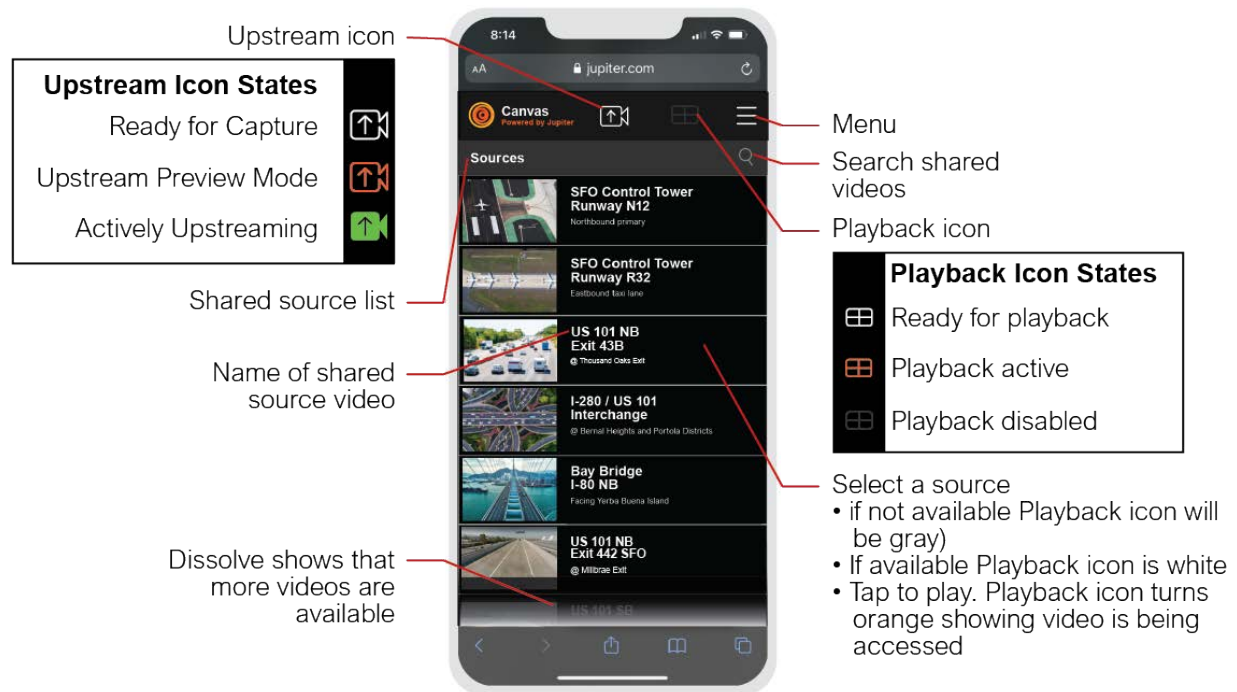 Upstream icon
Upstream Icon States
Ready for Capture
Upstream Preview Mode
Actively Upstreaming
Shared source list
Name of shared
source video
Dissolve shows that
more videos are
available
8:14
AA
jupiter.com
Canvas
Powered by Jupiter
Sources
SFO Control Tower
Runway N12
Northbound primary
SFO Control Tower
Runway R32
Eastbound taxi lane
US 101 NB
Exit 43B
@ Thousand Oaks Exit
I-280 / US 101
Interchange
@ Bernal Heights and Portola Districts
Bay Bridge
I-80 NB
Facing Yerba Buena Island
US 101 NB
Exit 442 SFO
@ Millbrae Exit
US 101 SB
Menu
Search shared
videos
Playback icon
Playback Icon States
Ready for playback
Playback active
Playback disabled
Select a source
• if not available Playback icon will
be gray)
• If available Playback icon is white
• Tap to play. Playback icon turns
orange showing video is being
accessed